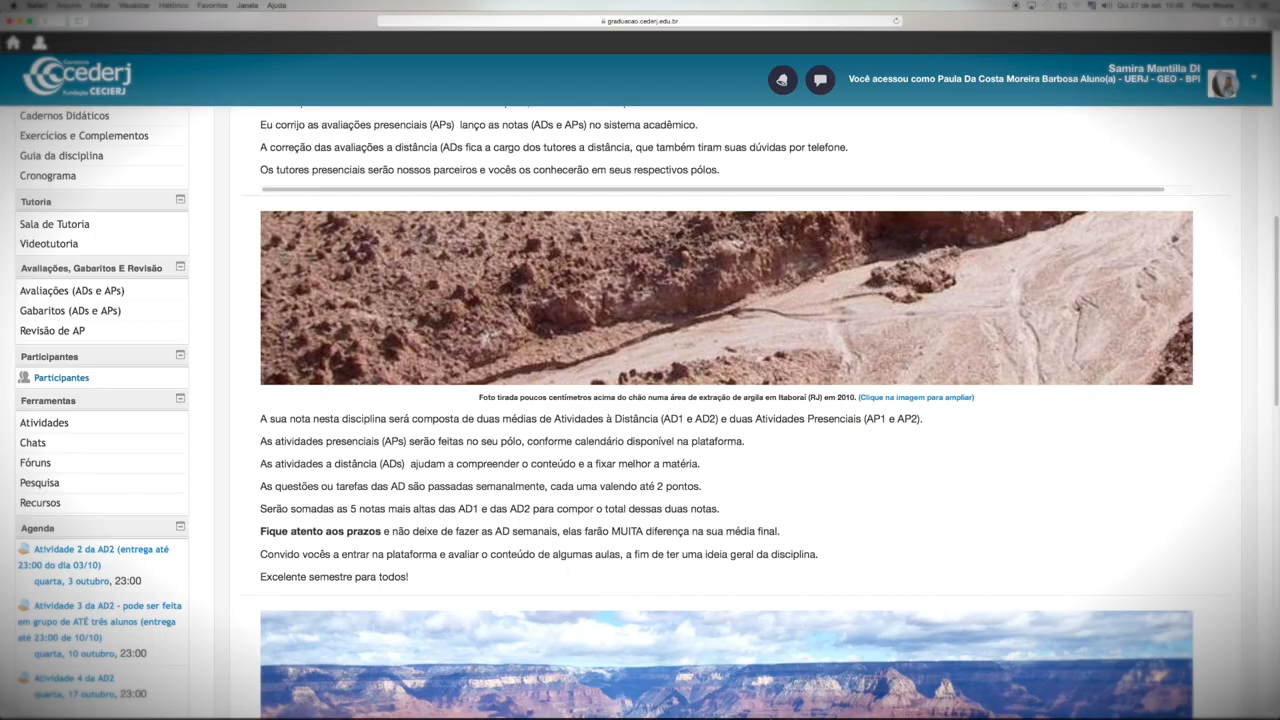 Safari Arquivo Editar Visualizar Histórico Favoritos Janela Ajuda
graduacao.cederj.edu.br
Consórcio
cederj
Fundação CECIERJ
Samira Mantilla DI
Você acessou como Paula Da Costa Moreira Barbosa Aluno(a) - UERJ - GEO - BPI
Cadernos Didáticos
Exercícios e Complementos
Guia da disciplina
Cronograma
Tutoria
Sala de Tutoria
Videotutoria
Avaliações, Gabaritos E Revisão
Avaliações (ADs e APs)
Gabaritos (ADs e APs)
Revisão de AP
Participantes
Participantes
Ferramentas
Atividades
Chats
Fóruns
Pesquisa
Recursos
Agenda
Atividade 2 da AD2 (entrega até
23:00 do dia 03/10)
quarta, 3 outubro, 23:00
Atividade 3 da AD2 - pode ser feita
em grupo de ATÉ três alunos (entrega
até 23:00 de 10/10)
quarta, 10 outubro, 23:00
Atividade 4 da AD2
quarta, 17 outubro, 23:00
Eu corrijo as avaliações presenciais (APs) lanço as notas (ADs e APs) no sistema acadêmico.
A correção das avaliações a distância (ADs fica a cargo dos tutores a distância, que também tiram suas dúvidas por telefone.
Os tutores presenciais serão nossos parceiros e vocês os conhecerão em seus respectivos pólos.
Foto tirada poucos centímetros acima do chão numa área de extração de argila em Itaboraí (RJ) em 2010. (Clique na imagem para ampliar)
A sua nota nesta disciplina será composta de duas médias de Atividades à Distância (AD1 e AD2) e duas Atividades Presenciais (AP1 e AP2).
As atividades presenciais (APs) serão feitas no seu pólo, conforme calendário disponível na plataforma.
As atividades a distância (ADs) ajudam a compreender o conteúdo e a fixar melhor a matéria.
As questões ou tarefas das AD são passadas semanalmente, cada uma valendo até 2 pontos.
Serão somadas as 5 notas mais altas das AD1 e das AD2 para compor o total dessas duas notas.
Fique atento aos prazos e não deixe de fazer as AD semanais, elas farão MUITA diferença na sua média final.
Convido vocês a entrar na plataforma e avaliar o conteúdo de algumas aulas, a fim de ter uma ideia geral da disciplina.
Excelente semestre para todos!